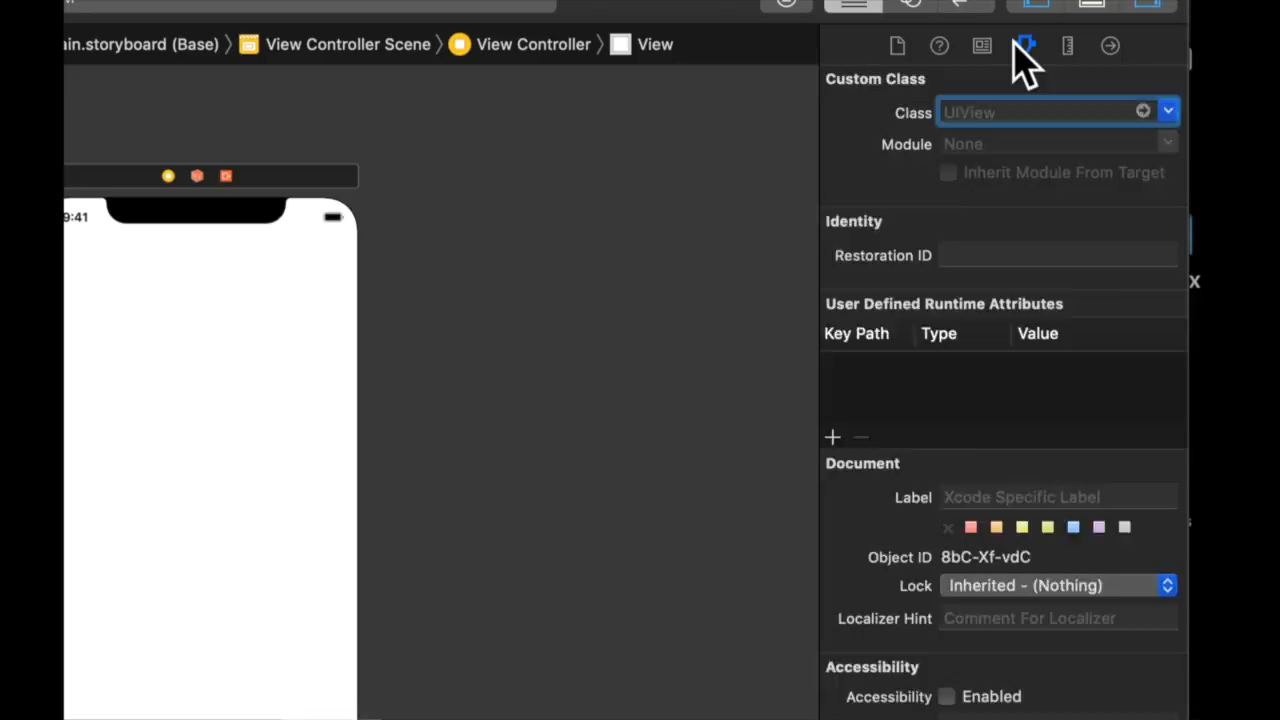 ain.storyboard (Base) 〉 View Controller Scene 〉 View Controller 〉 View
Custom Class
Class UIView
Module None
Inherit Module From Target
9:41
Identity
Restoration ID
X
User Defined Runtime Attributes
Key Path Type Value
Document
Label Xcode Specific Label
Object ID 8bC-Xf-vdC
Lock Inherited - (Nothing)
Localizer Hint Comment For Localizer
Accessibility
Accessibility Enabled